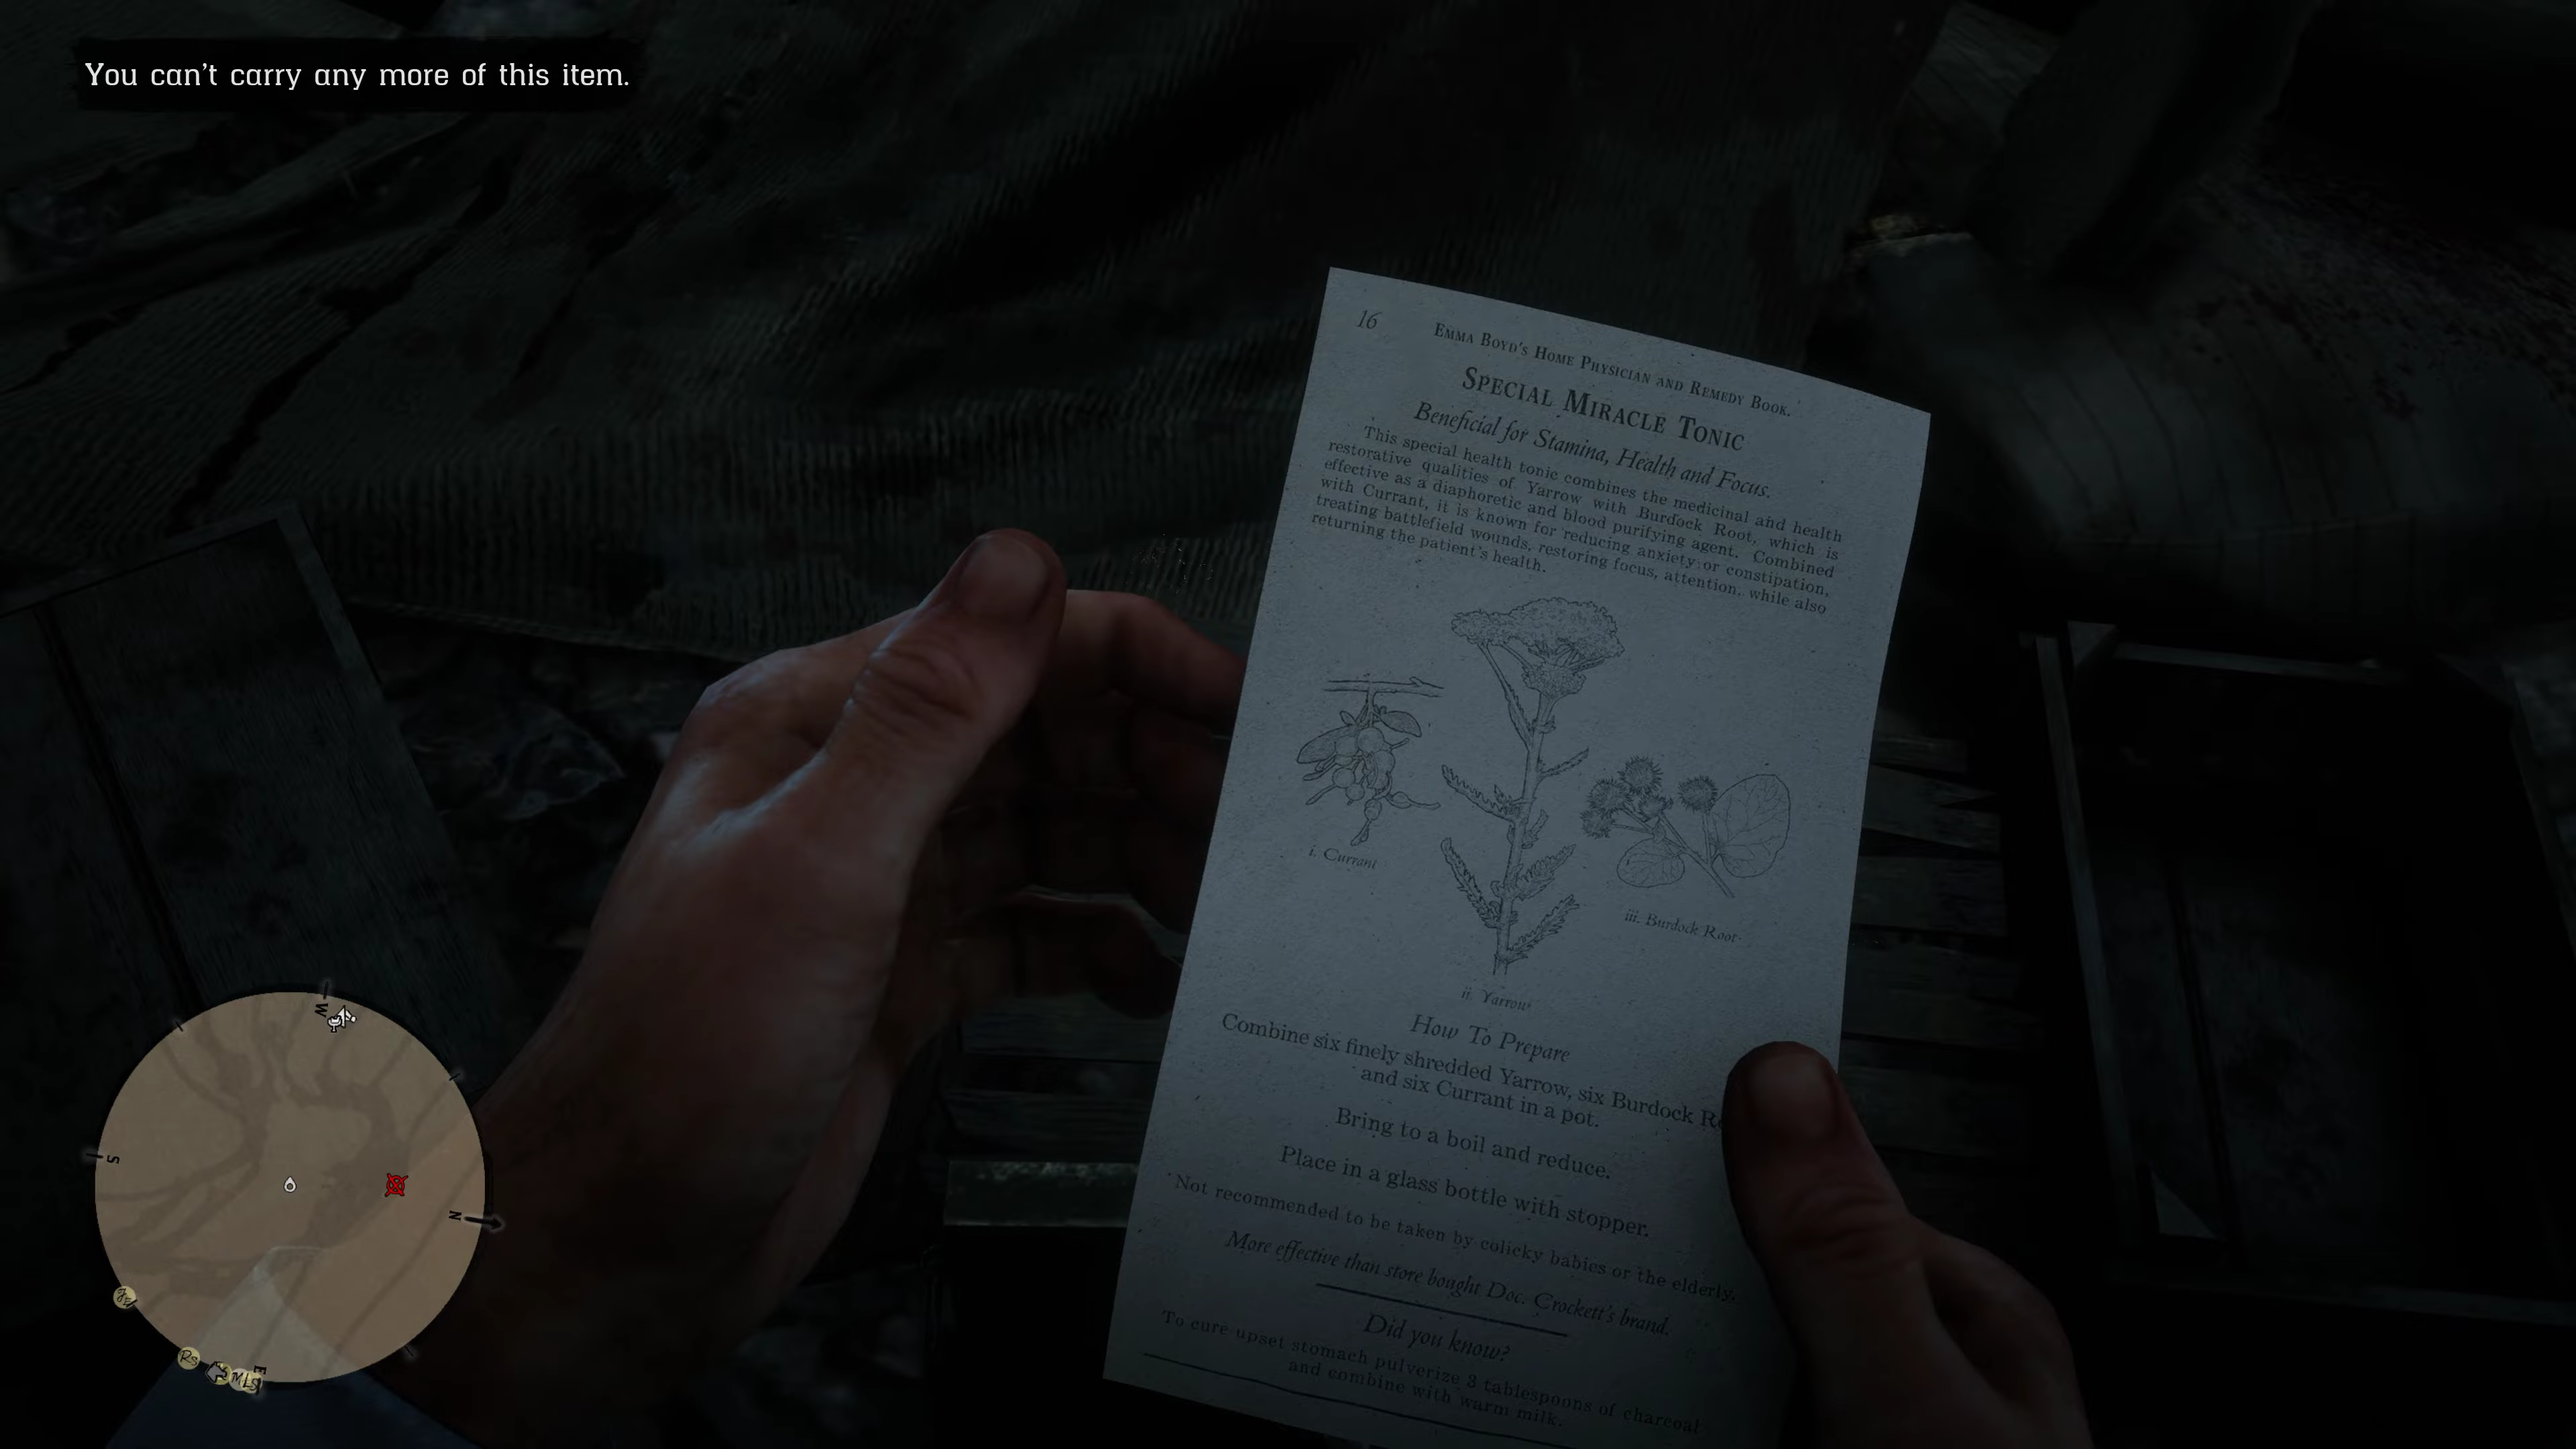 You can't carry any more of this item.
16
Emma Boyd's Home Physician and Remedy Book.
Special Miracle Tonic
Beneficial for Stamina, Health and Focus.
This special health tonic combines the medicinal and health
restorative qualities of Yarrow with Burdock Root, which is
effective as a diaphoretic and blood purifying agent. Combined
with Currant, it is known for reducing anxiety or constipation,
treating battlefield wounds, restoring focus, attention, while also
returning the patient's health.
i. Currant
iii. Burdock Root
ii. Yarrow
How To Prepare
Combine six finely shredded Yarrow, six Burdock
and six Currant in a pot.
Bring to a boil and reduce.
Place in a glass bottle with stopper.
Not recommended to be taken by colicky babies or the elderly.
More effective than store bought Doc. Crockett's brand.
Did you know?
To cure upset stomach pulverize 3 tablespoons of charcoal
and combine with warm milk.
W
S
N
E
RS